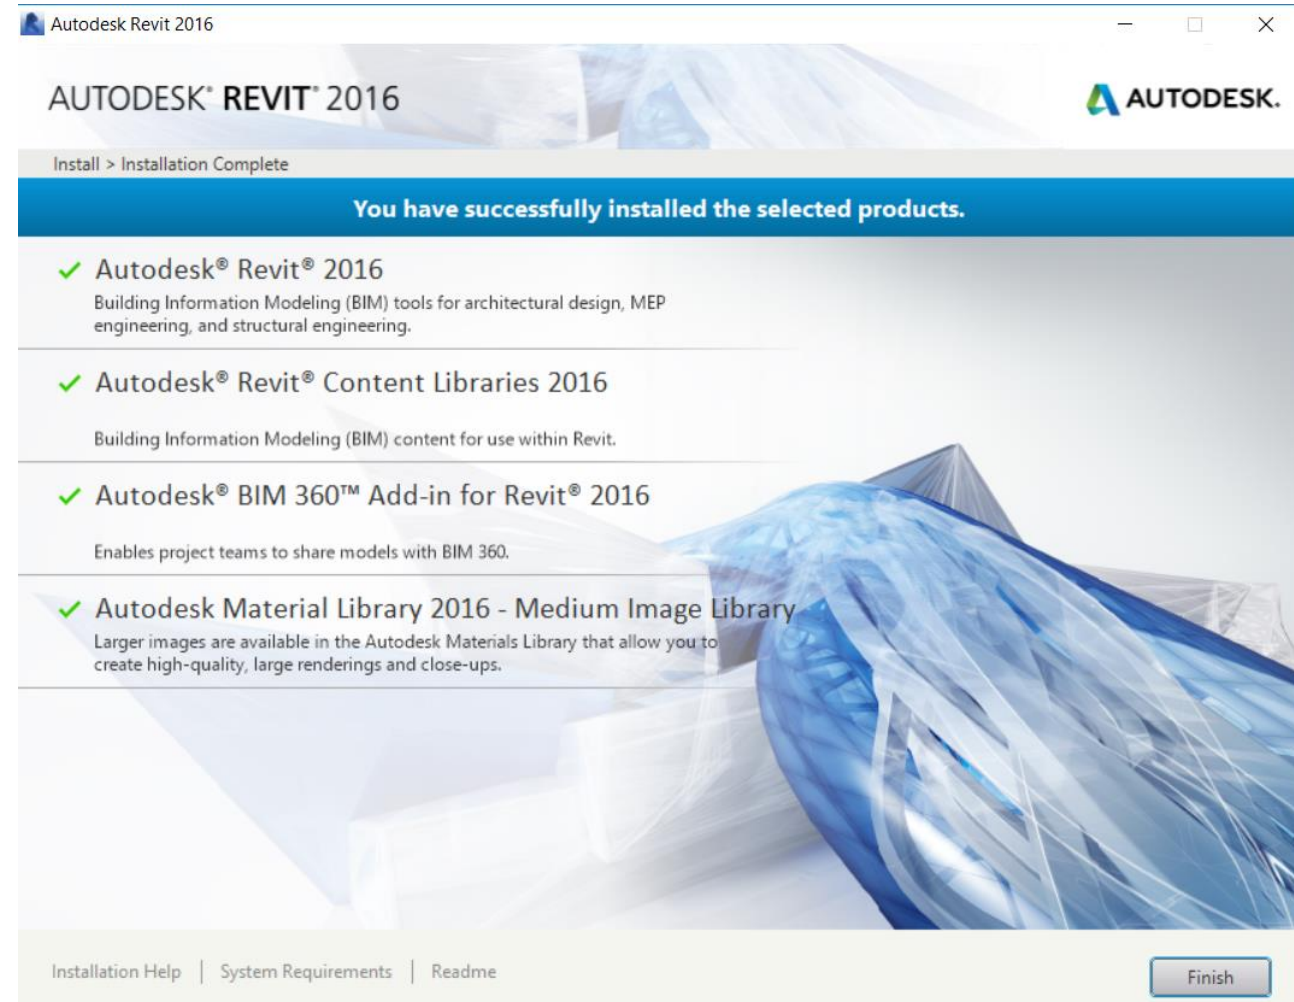 Autodesk Revit 2016
AUTODESK® REVIT® 2016
AUTODESK.
Install > Installation Complete
You have successfully installed the selected products.
Autodesk® Revit® 2016
Building Information Modeling (BIM) tools for architectural design, MEP
engineering, and structural engineering.
Autodesk® Revit® Content Libraries 2016
Building Information Modeling (BIM) content for use within Revit.
Autodesk® BIM 360™ Add-in for Revit® 2016
Enables project teams to share models with BIM 360.
Autodesk Material Library 2016 - Medium Image Library
Larger images are available in the Autodesk Materials Library that allow you to
create high-quality, large renderings and close-ups.
Installation Help | System Requirements | Readme
Finish